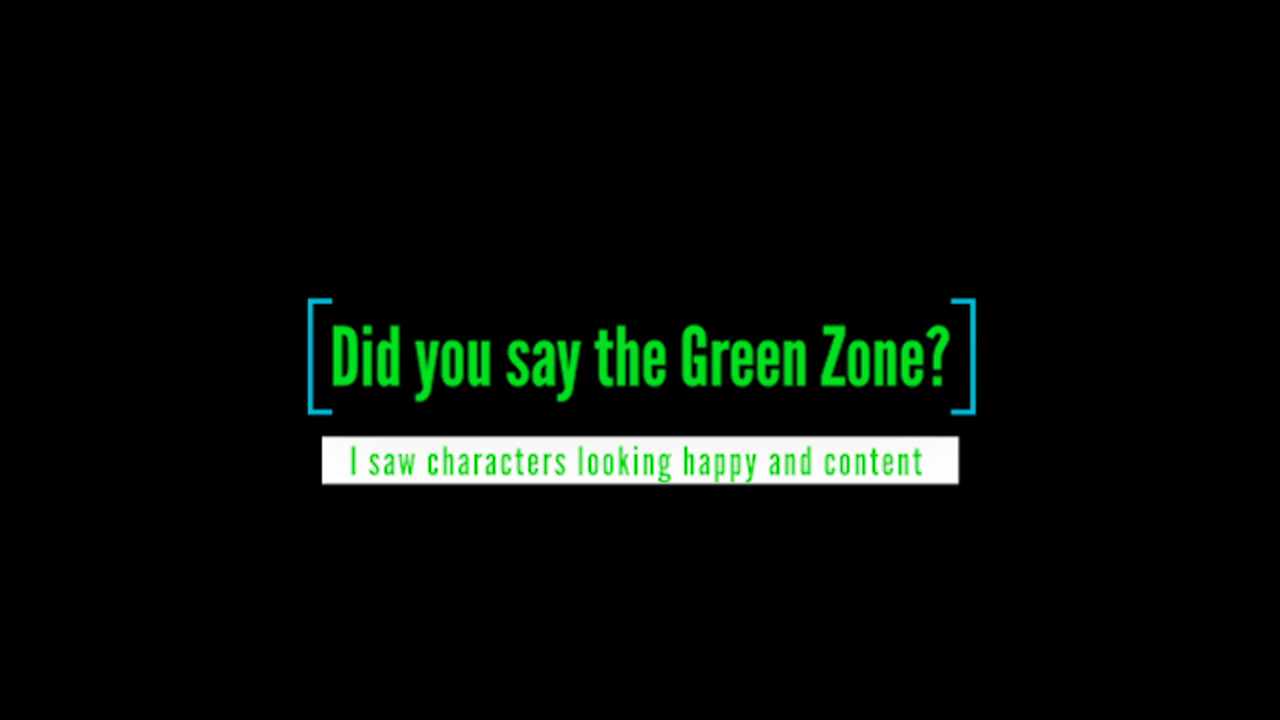 Did you say the Green Zone?
I saw characters looking happy and content